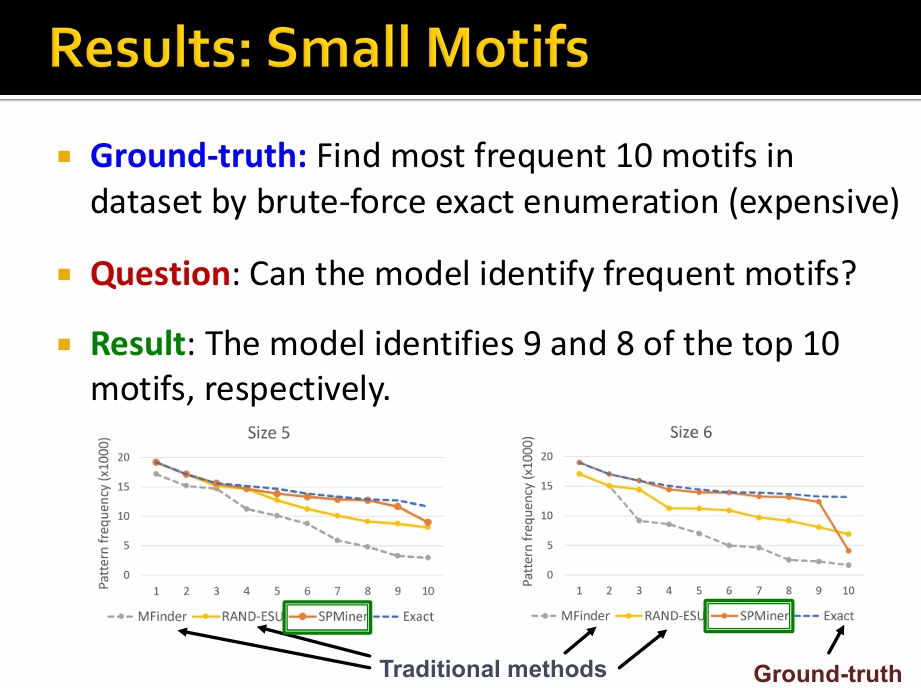 Results: Small Motifs
▪ Ground-truth: Find most frequent 10 motifs in
dataset by brute-force exact enumeration (expensive)
▪ Question: Can the model identify frequent motifs?
▪ Result: The model identifies 9 and 8 of the top 10
motifs, respectively.
Size 5
Pattern frequency (x1000)
20
15
10
5
0
1 2 3 4 5 6 7 8 9 10
MFinder RAND-ESU SPMiner Exact
Size 6
Pattern frequency (x1000)
20
15
10
5
0
1 2 3 4 5 6 7 8 9 10
MFinder RAND-ESU SPMiner Exact
Traditional methods
Ground-truth